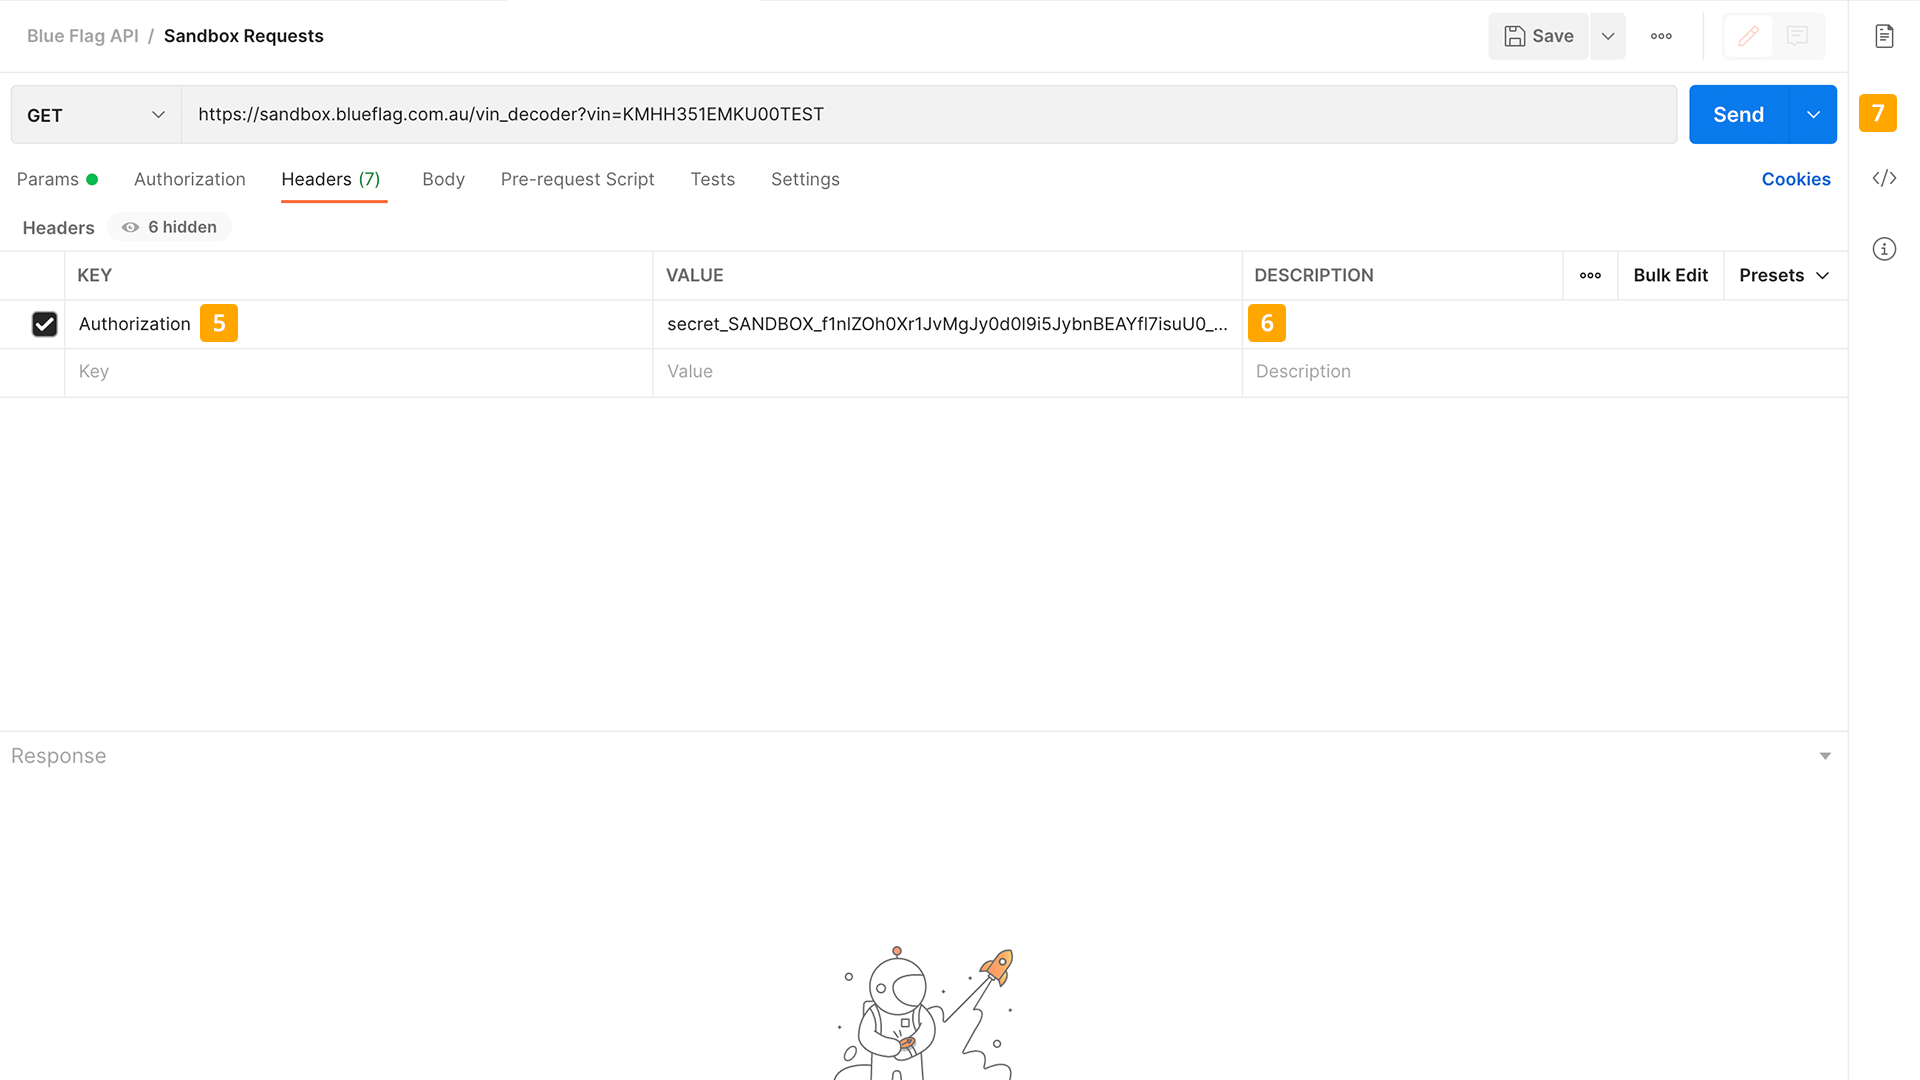 Blue Flag API / Sandbox Requests
Save
GET
https://sandbox.blueflag.com.au/vin_decoder?vin=KMHH351EMKU00TEST
Send
7
Params
Authorization
Headers (7)
Body
Pre-request Script
Tests
Settings
Cookies
Headers
6 hidden
KEY
VALUE
DESCRIPTION
Bulk Edit
Presets
Authorization
5
secret_SANDBOX_f1nlZOh0Xr1JvMgJy0d0I9i5JybnBEAYfl7isuU0_...
6
Key
Value
Description
Response